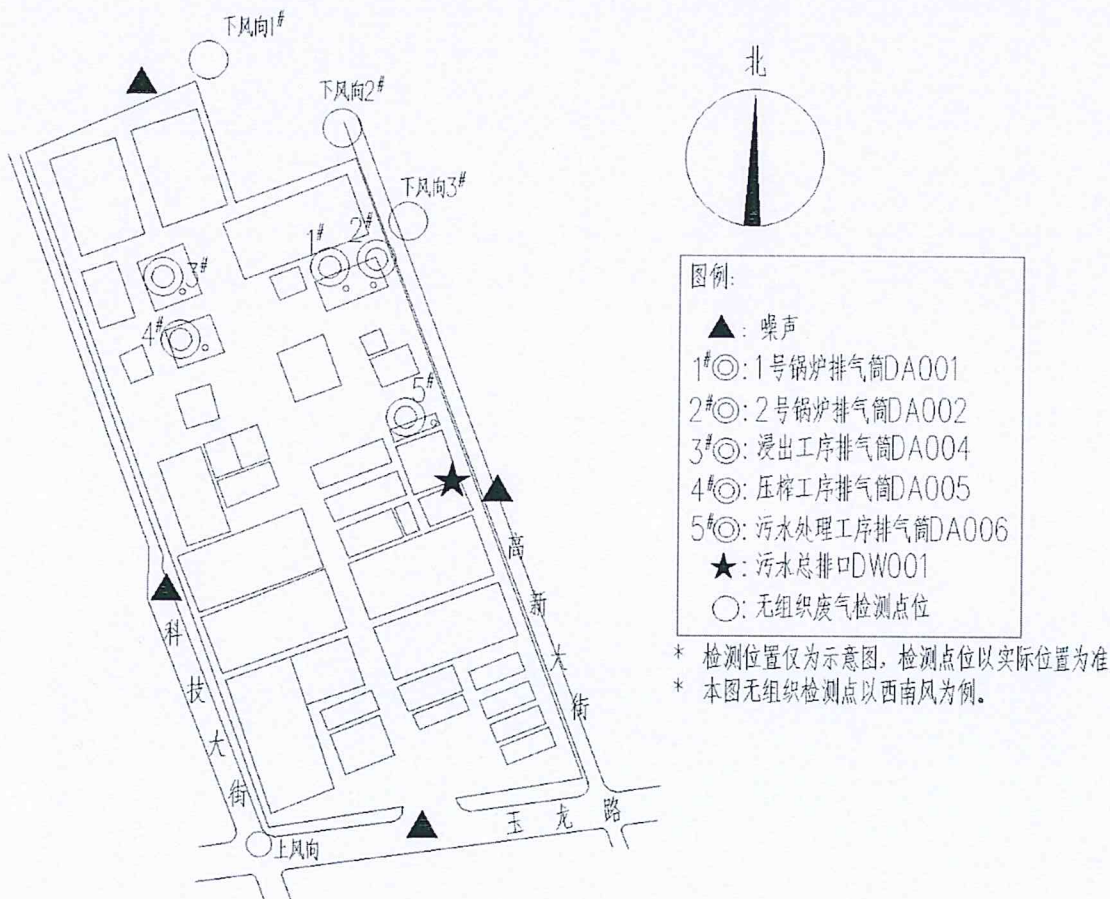 下风向1#
下风向2#
下风向3#
1#
2#
3#
4#
5#
科技大街
高新大街
玉龙路
上风向
北
图例:
▲: 噪声
1#◎: 1号锅炉排气筒DA001
2#◎: 2号锅炉排气筒DA002
3#◎: 浸出工序排气筒DA004
4#◎: 压榨工序排气筒DA005
5#◎: 污水处理工序排气筒DA006
★: 污水总排口DW001
○: 无组织废气检测点位
* 检测位置仅为示意图，检测点位以实际位置为准
* 本图无组织检测点以西南风为例。